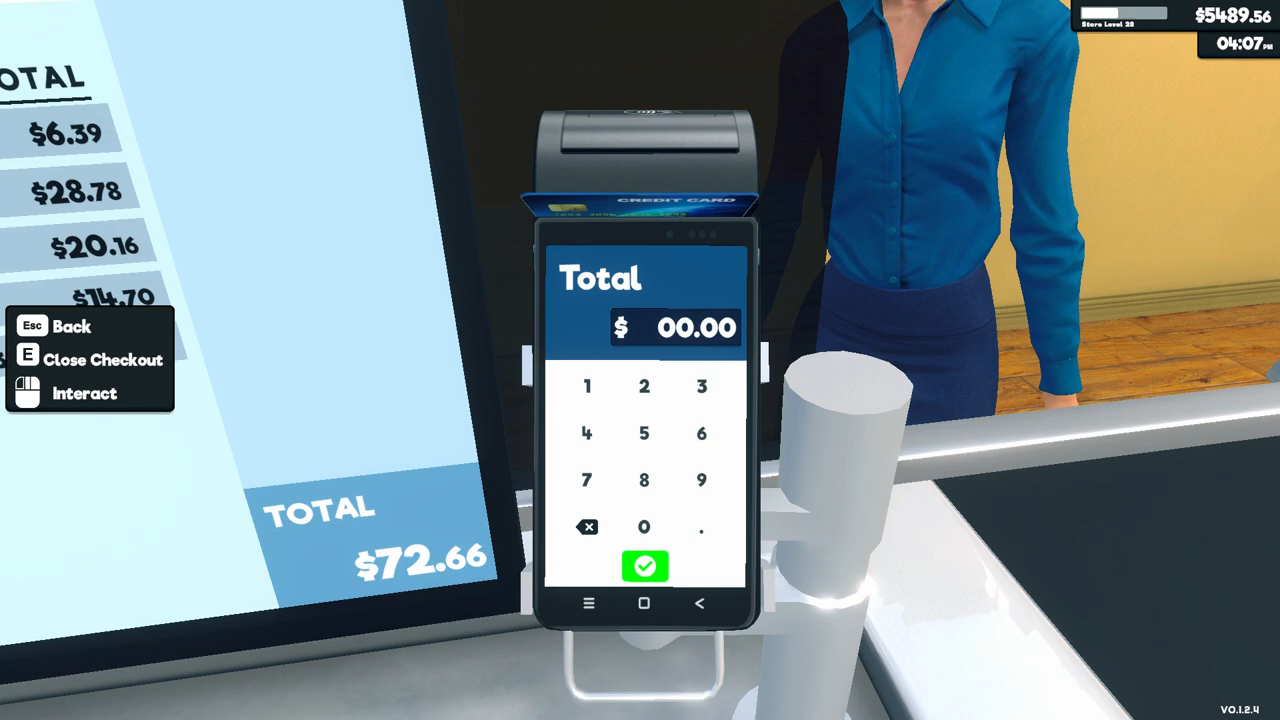 OTAL
$6.39
$28.78
$20.16
$14.70
Esc Back
E Close Checkout
Interact
TOTAL
$72.66
CREDIT CARD
Total
$ 00.00
1 2 3
4 5 6
7 8 9
0 .
Store Level 28
$5489.56
04:07PM
V0.1.2.4